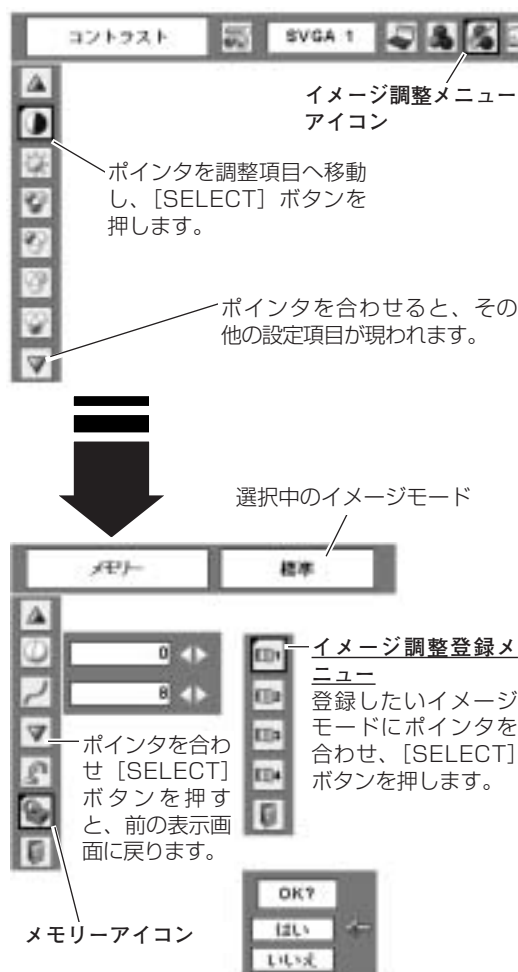 コントラスト
SVGA 1
イメージ調整メニュー
アイコン
ポインタを調整項目へ移動
し、[SELECT] ボタンを
押します。
ポインタを合わせると、その
他の設定項目が現われます。
選択中のイメージモード
メモリー
標準
0
8
イメージ調整登録メ
ニュー
登録したいイメージ
モードにポインタを
合わせ、[SELECT]
ボタンを押します。
ポインタを合わ
せ [SELECT]
ボタンを押す
と、前の表示画
面に戻ります。
メモリーアイコン
OK?
はい
いいえ